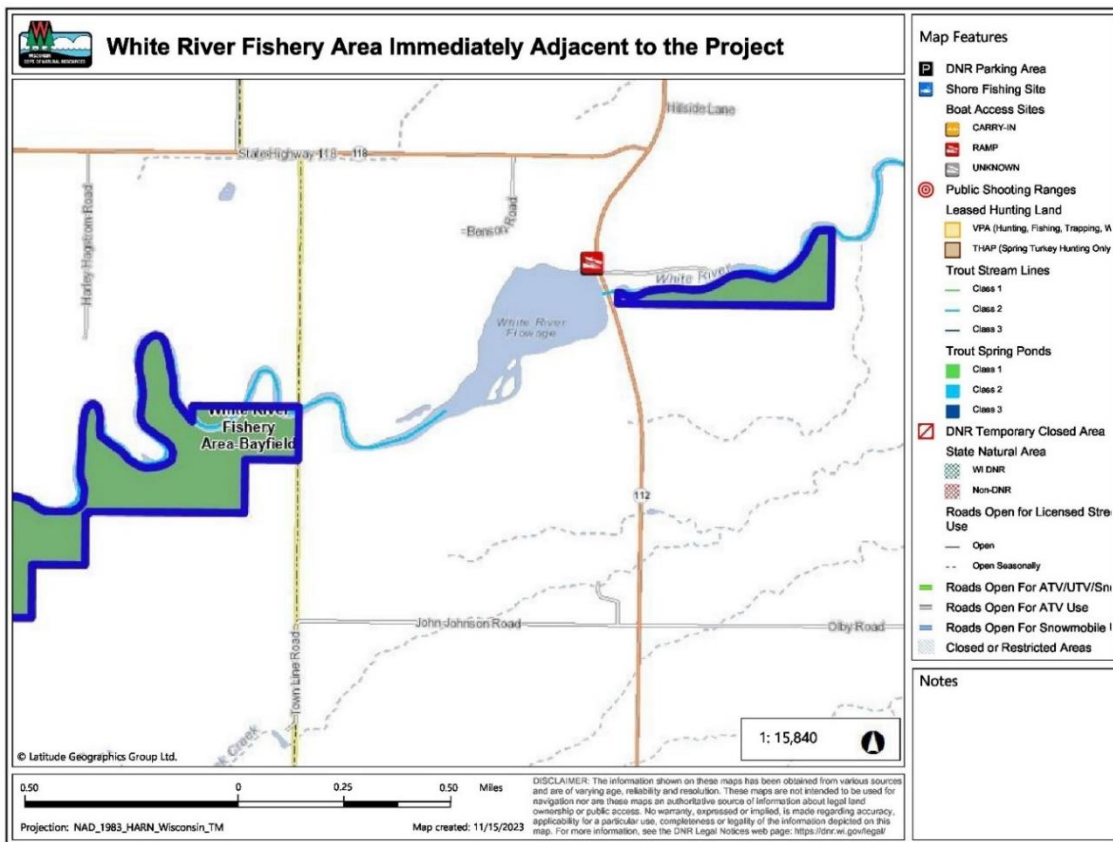 WISCONSIN
DEPT. OF NATURAL RESOURCES
White River Fishery Area Immediately Adjacent to the Project
Hillside Lane
State Highway 118
118
Harley Hagstrom Road
Benson Road
White River
White River
Flowage
White River
Fishery
Area-Bayfield
112
John Johnson Road
Olby Road
Town Line Road
Creek
© Latitude Geographics Group Ltd.
1: 15,840
Map Features
P DNR Parking Area
Shore Fishing Site
Boat Access Sites
CARRY-IN
RAMP
UNKNOWN
Public Shooting Ranges
Leased Hunting Land
VPA (Hunting, Fishing, Trapping, W
THAP (Spring Turkey Hunting Only
Trout Stream Lines
Class 1
Class 2
Class 3
Trout Spring Ponds
Class 1
Class 2
Class 3
DNR Temporary Closed Area
State Natural Area
WI DNR
Non-DNR
Roads Open for Licensed Stre
Use
Open
Open Seasonally
Roads Open For ATV/UTV/Sn
Roads Open For ATV Use
Roads Open For Snowmobile
Closed or Restricted Areas
Notes
0.50 0 0.25 0.50 Miles
Projection: NAD_1983_HARN_Wisconsin_TM
Map created: 11/15/2023
DISCLAIMER: The information shown on these maps has been obtained from various sources
and are of varying age, reliability and resolution. These maps are not intended to be used for
navigation nor are these maps an authoritative source of information about legal land
ownership or public access. No warranty, expressed or implied, is made regarding accuracy,
applicability for a particular use, completeness or legality of the information depicted on this
map. For more information, see the DNR Legal Notices web page: https://dnr.wi.gov/legal/